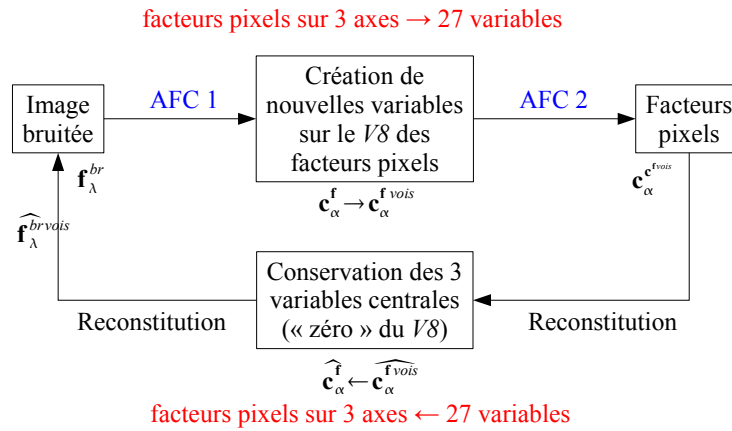 facteurs pixels sur 3 axes → 27 variables
Image
bruitée
AFC 1
Création de
nouvelles variables
sur le V8 des
facteurs pixels
AFC 2
Facteurs
pixels
f_λ^br
f̂_λ^br vois
c_α^f → c_α^f vois
c_α^c^f vois
Reconstitution
Conservation des 3
variables centrales
(« zéro » du V8)
Reconstitution
ĉ_α^f ← ĉ_α^f vois
facteurs pixels sur 3 axes ← 27 variables